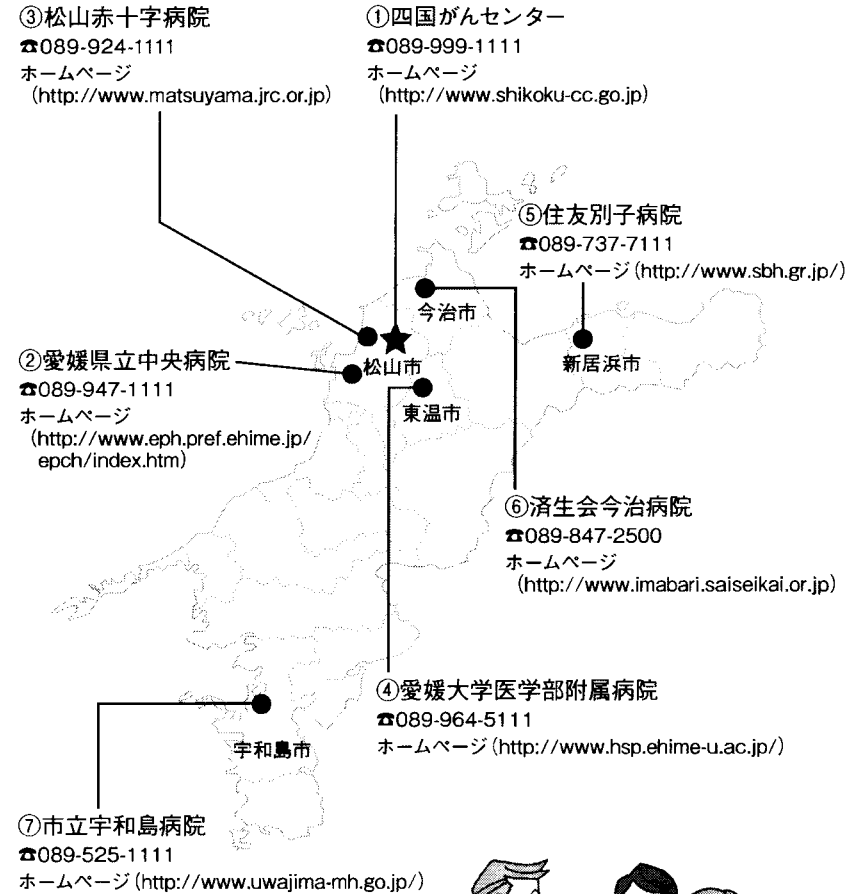 ③松山赤十字病院
☎089-924-1111
ホームページ
(http://www.matsuyama.jrc.or.jp)
①四国がんセンター
☎089-999-1111
ホームページ
(http://www.shikoku-cc.go.jp)
⑤住友別子病院
☎089-737-7111
ホームページ(http://www.sbh.gr.jp/)
今治市
松山市
新居浜市
東温市
②愛媛県立中央病院
☎089-947-1111
ホームページ
(http://www.eph.pref.ehime.jp/
epch/index.htm)
⑥済生会今治病院
☎089-847-2500
ホームページ
(http://www.imabari.saiseikai.or.jp)
④愛媛大学医学部附属病院
☎089-964-5111
ホームページ(http://www.hsp.ehime-u.ac.jp/)
宇和島市
⑦市立宇和島病院
☎089-525-1111
ホームページ(http://www.uwajima-mh.go.jp/)